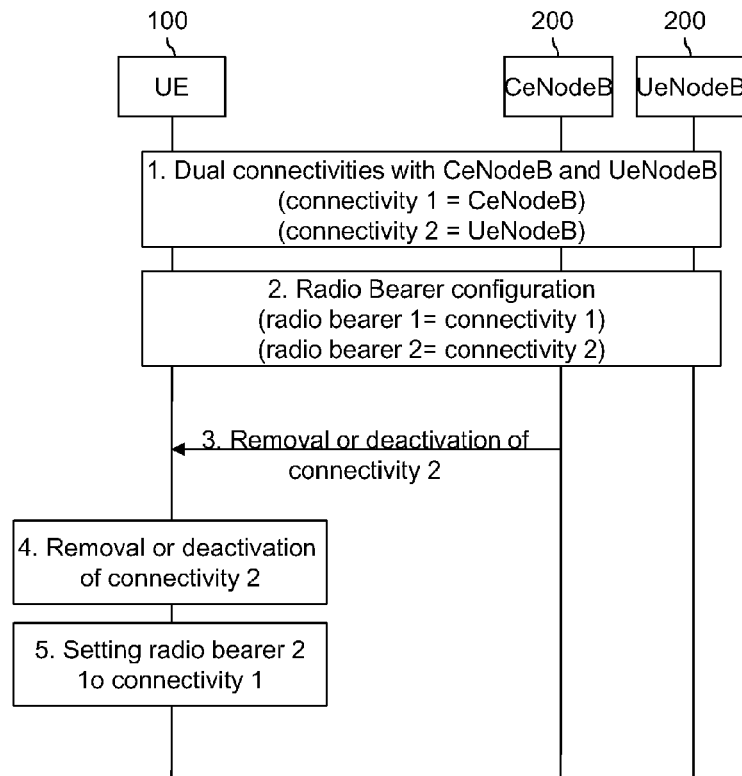 100 200 200
UE CeNodeB UeNodeB
1. Dual connectivities with CeNodeB and UeNodeB
(connectivity 1 = CeNodeB)
(connectivity 2 = UeNodeB)
2. Radio Bearer configuration
(radio bearer 1= connectivity 1)
(radio bearer 2= connectivity 2)
3. Removal or deactivation of
connectivity 2
4. Removal or deactivation
of connectivity 2
5. Setting radio bearer 2
1o connectivity 1